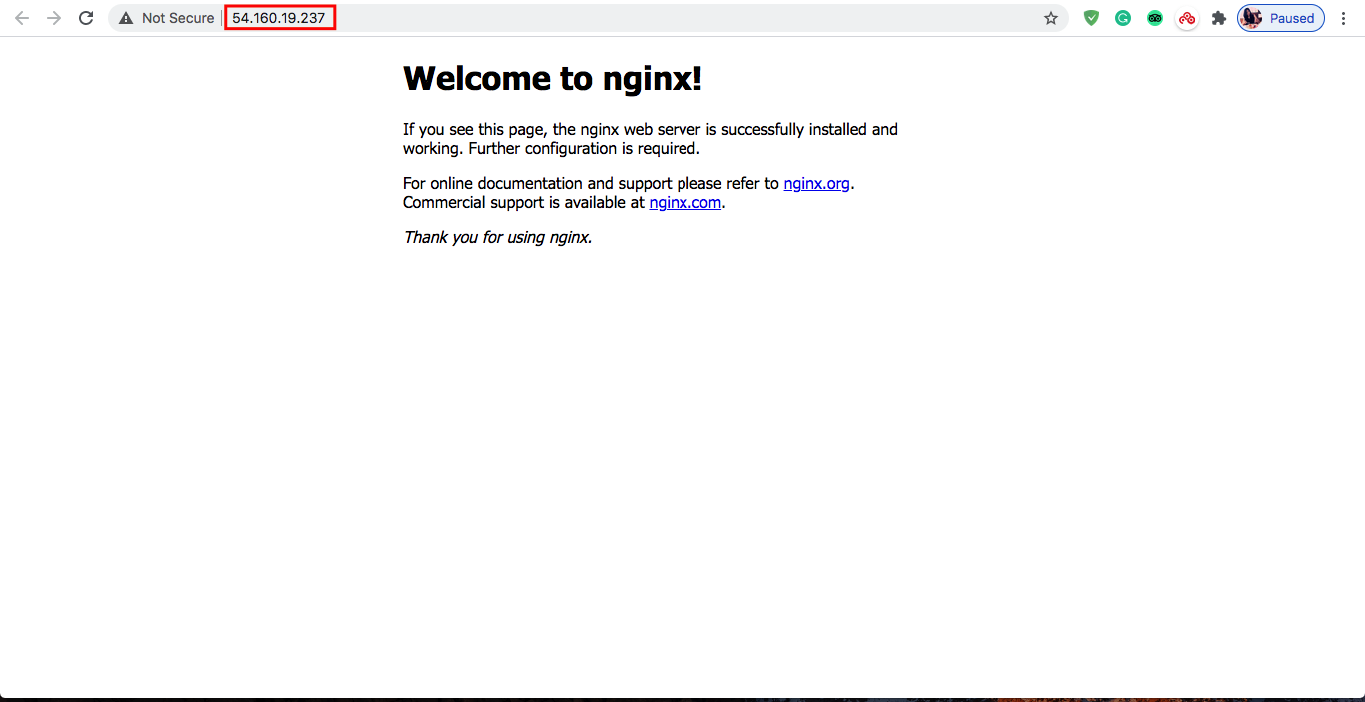 Not Secure | 54.160.19.237
Paused
Welcome to nginx!
If you see this page, the nginx web server is successfully installed and
working. Further configuration is required.
For online documentation and support please refer to nginx.org.
Commercial support is available at nginx.com.
Thank you for using nginx.